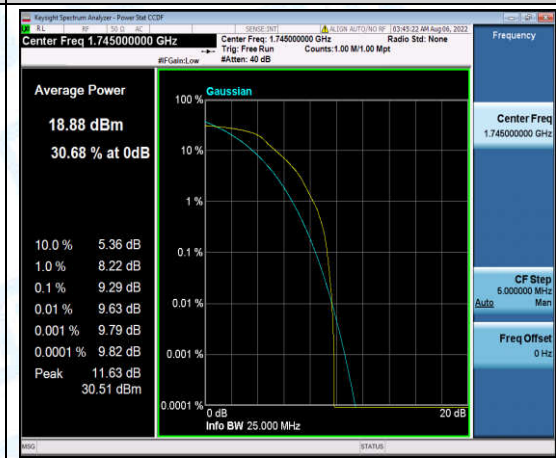 Keysight Spectrum Analyzer - Power Stat CCDF
RL RF 50 Ω AC SENSE:INT ALIGN AUTO/NO RF 03:45:22 AM Aug 06, 2022
Center Freq 1.745000000 GHz
Center Freq: 1.745000000 GHz Radio Std: None
Trig: Free Run Counts:1.00 M/1.00 Mpt
#IFGain:Low #Atten: 40 dB
Frequency
Average Power
18.88 dBm
30.68 % at 0dB
10.0 % 5.36 dB
1.0 % 8.22 dB
0.1 % 9.29 dB
0.01 % 9.63 dB
0.001 % 9.79 dB
0.0001 % 9.82 dB
Peak 11.63 dB
30.51 dBm
Gaussian
100 %
10 %
1 %
0.1 %
0.01 %
0.001 %
0.0001 %
0 dB 20 dB
Info BW 25.000 MHz
Center Freq
1.745000000 GHz
CF Step
5.000000 MHz
Auto Man
Freq Offset
0 Hz
MSG STATUS